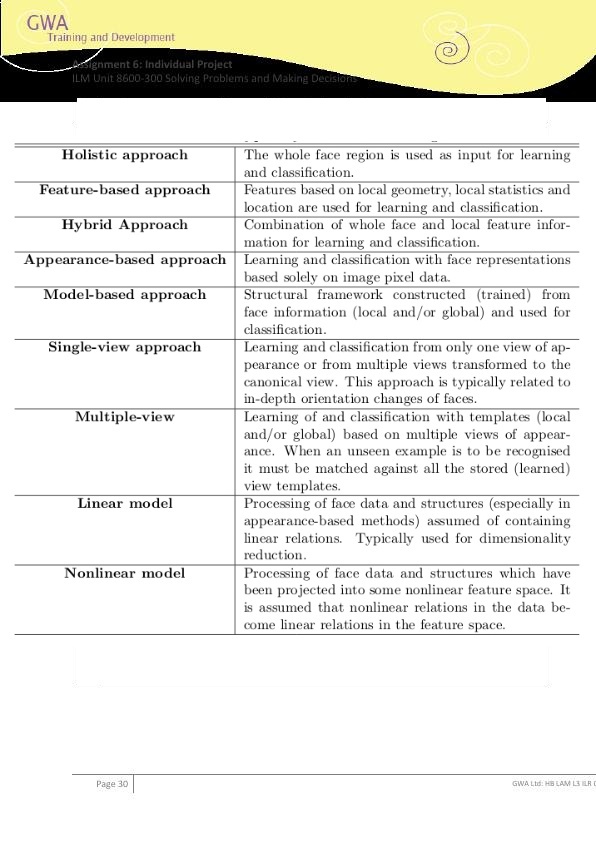 GWA
Training and Development
Assignment 6: Individual Project
ILM Unit 8600-300 Solving Problems and Making Decisions
Holistic approach
The whole face region is used as input for learning
and classification.
Feature-based approach
Features based on local geometry, local statistics and
location are used for learning and classification.
Hybrid Approach
Combination of whole face and local feature infor-
mation for learning and classification.
Appearance-based approach
Learning and classification with face representations
based solely on image pixel data.
Model-based approach
Structural framework constructed (trained) from
face information (local and/or global) and used for
classification.
Single-view approach
Learning and classification from only one view of ap-
pearance or from multiple views transformed to the
canonical view. This approach is typically related to
in-depth orientation changes of faces.
Multiple-view
Learning of and classification with templates (local
and/or global) based on multiple views of appear-
ance. When an unseen example is to be recognised
it must be matched against all the stored (learned)
view templates.
Linear model
Processing of face data and structures (especially in
appearance-based methods) assumed of containing
linear relations. Typically used for dimensionality
reduction.
Nonlinear model
Processing of face data and structures which have
been projected into some nonlinear feature space. It
is assumed that nonlinear relations in the data be-
come linear relations in the feature space.
Page 30
GWA Ltd: HB LAM L3 ILR